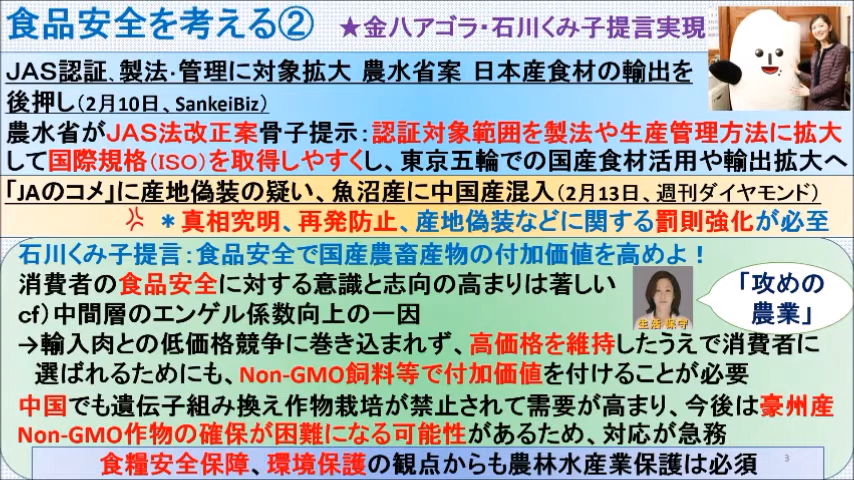 食品安全を考える② ★金八アゴラ・石川くみ子提言実現
JAS認証、製法・管理に対象拡大 農水省案 日本産食材の輸出を
後押し(2月10日、SankeiBiz)
農水省がJAS法改正案骨子提示:認証対象範囲を製法や生産管理方法に拡大
して国際規格(ISO)を取得しやすくし、東京五輪での国産食材活用や輸出拡大へ
「JAのコメ」に産地偽装の疑い、魚沼産に中国産混入(2月13日、週刊ダイヤモンド)
*真相究明、再発防止、産地偽装などに関する罰則強化が必至
石川くみ子提言:食品安全で国産農畜産物の付加価値を高めよ!
消費者の食品安全に対する意識と志向の高まりは著しい
cf)中間層のエンゲル係数向上の一因
生活保守
「攻めの
農業」
→輸入肉との低価格競争に巻き込まれず、高価格を維持したうえで消費者に
選ばれるためにも、Non-GMO飼料等で付加価値を付けることが必要
中国でも遺伝子組み換え作物栽培が禁止されて需要が高まり、今後は豪州産
Non-GMO作物の確保が困難になる可能性があるため、対応が急務
食糧安全保障、環境保護の観点からも農林水産業保護は必須
3